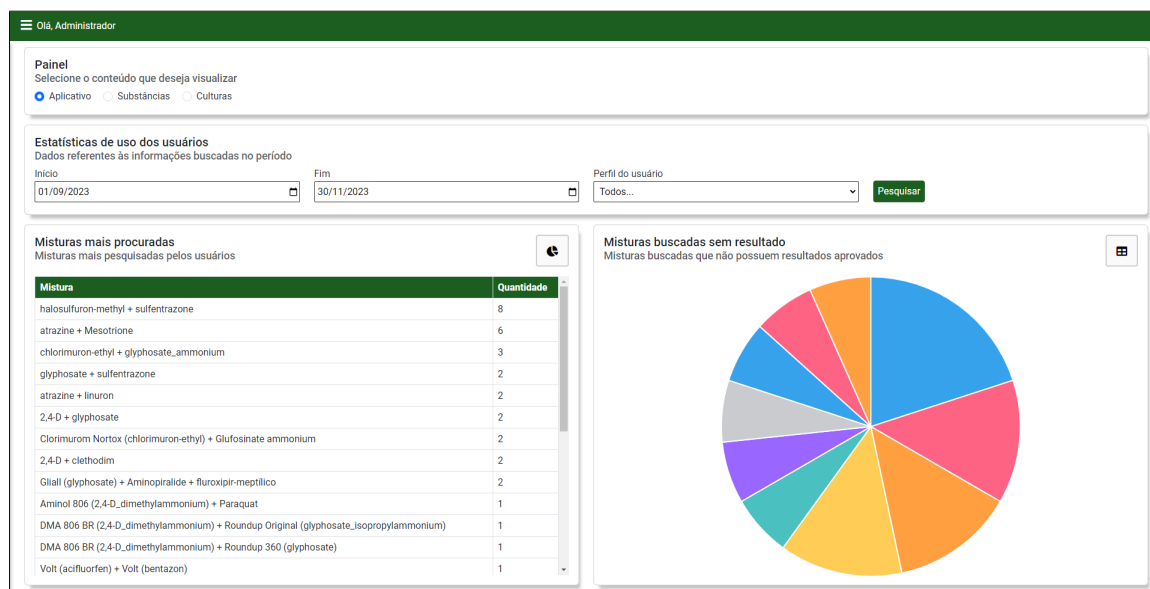 Olá, Administrador
Painel
Selecione o conteúdo que deseja visualizar
Aplicativo Substâncias Culturas
Estatísticas de uso dos usuários
Dados referentes às informações buscadas no período
Início Fim Perfil do usuário
01/09/2023 30/11/2023 Todos... Pesquisar
Misturas mais procuradas
Misturas mais pesquisadas pelos usuários
Mistura Quantidade
halosulfuron-methyl + sulfentrazone 8
atrazine + Mesotrione 6
chlorimuron-ethyl + glyphosate_ammonium 3
glyphosate + sulfentrazone 2
atrazine + linuron 2
2,4-D + glyphosate 2
Clorimurom Nortox (chlorimuron-ethyl) + Glufosinate ammonium 2
2,4-D + clethodim 2
Gliall (glyphosate) + Aminopiralide + fluroxipir-meptílico 2
Aminol 806 (2,4-D_dimethylammonium) + Paraquat 1
DMA 806 BR (2,4-D_dimethylammonium) + Roundup Original (glyphosate_isopropylammonium) 1
DMA 806 BR (2,4-D_dimethylammonium) + Roundup 360 (glyphosate) 1
Volt (acifluorfen) + Volt (bentazon) 1
Misturas buscadas sem resultado
Misturas buscadas que não possuem resultados aprovados